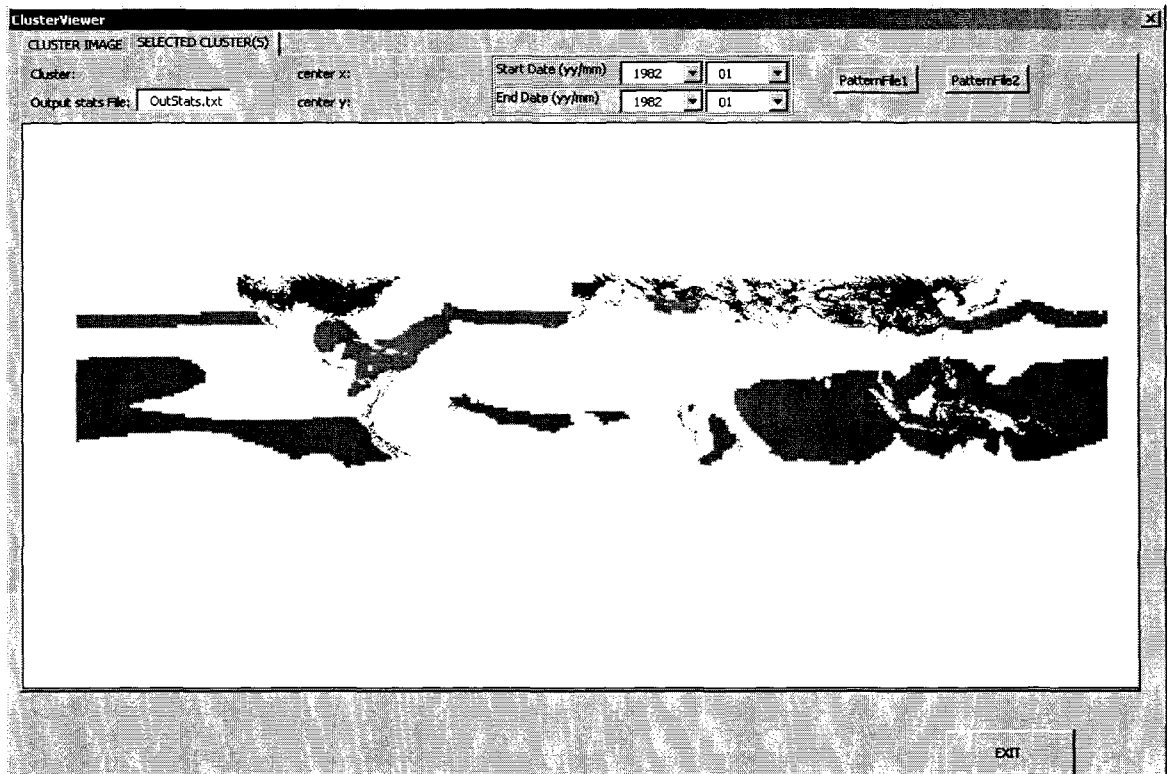 ClusterViewer
CLUSTER IMAGE SELECTED CLUSTER(S)
Cluster: center x: Start Date (yy/mm) 1982 01 PatternFile1 PatternFile2
Output stats File: OutStats.txt center y: End Date (yy/mm) 1982 01
EXIT